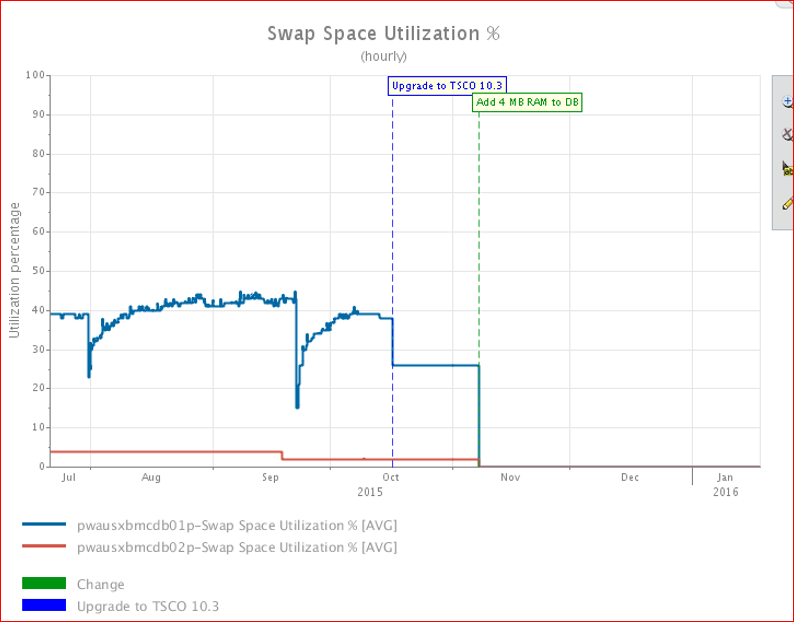 Swap Space Utilization %
(hourly)
Upgrade to TSCO 10.3
Add 4 MB RAM to DB
Utilization percentage
100
90
80
70
60
50
40
30
20
10
0
Jul Aug Sep Oct Nov Dec Jan
2015 2016
pwausxbmcdb01p-Swap Space Utilization % [AVG]
pwausxbmcdb02p-Swap Space Utilization % [AVG]
Change
Upgrade to TSCO 10.3